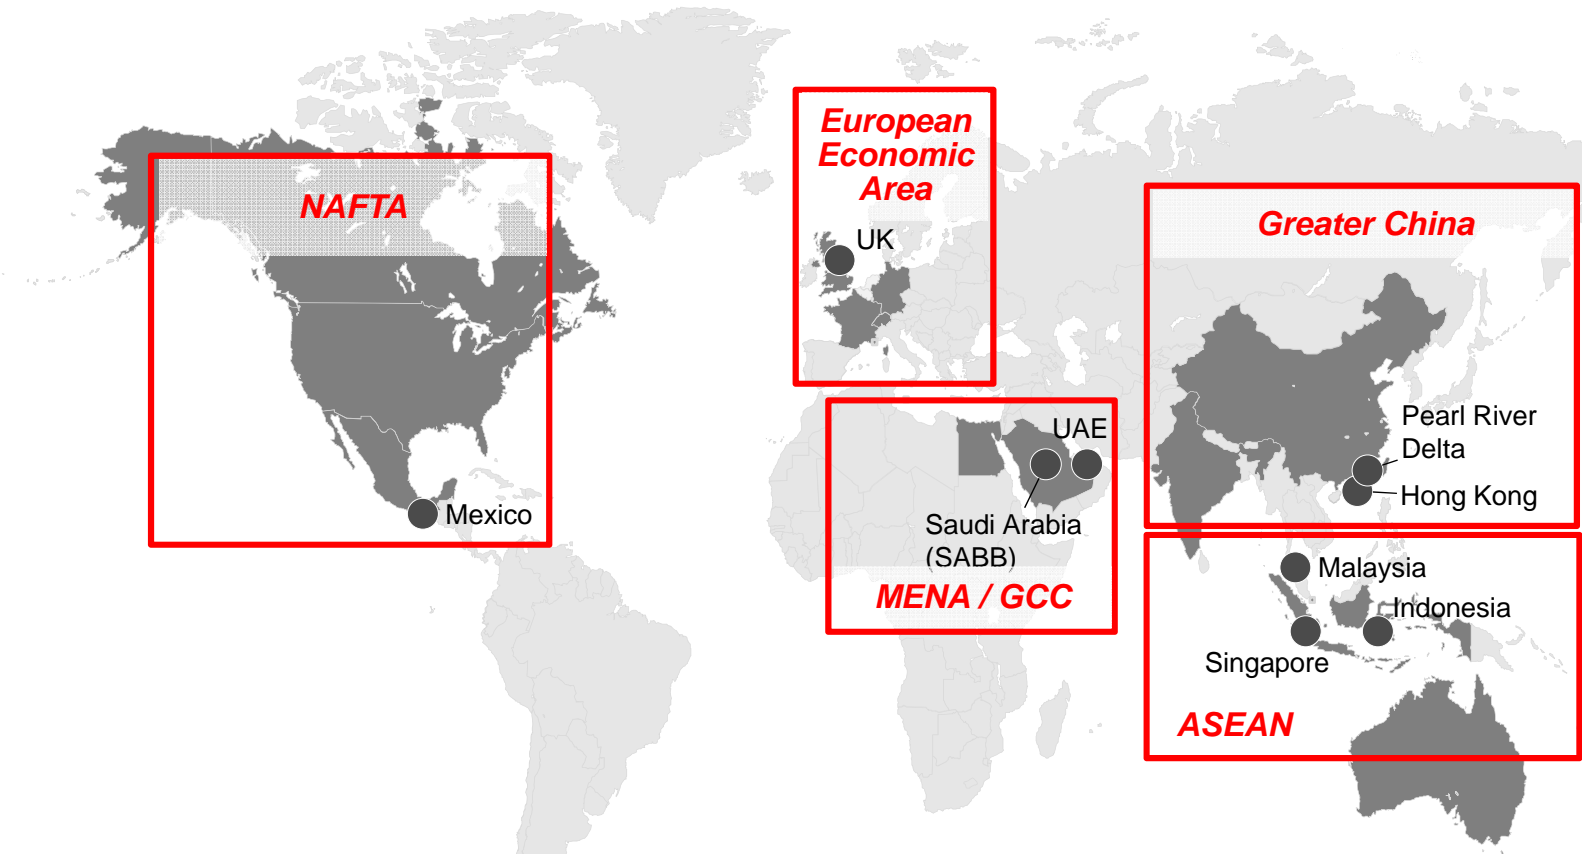 European
Economic
Area
NAFTA
Greater China
UK
Pearl River
Delta
UAE
Hong Kong
Mexico
Saudi Arabia
(SABB)
Malaysia
MENA / GCC
Indonesia
Singapore
ASEAN